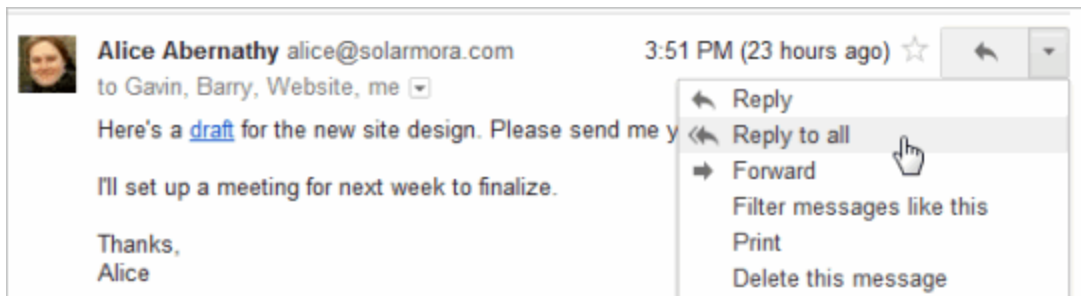 Alice Abernathy alice@solarmora.com 3:51 PM (23 hours ago)
to Gavin, Barry, Website, me
Here's a draft for the new site design. Please send me y
I'll set up a meeting for next week to finalize.
Thanks,
Alice
Reply
Reply to all
Forward
Filter messages like this
Print
Delete this message